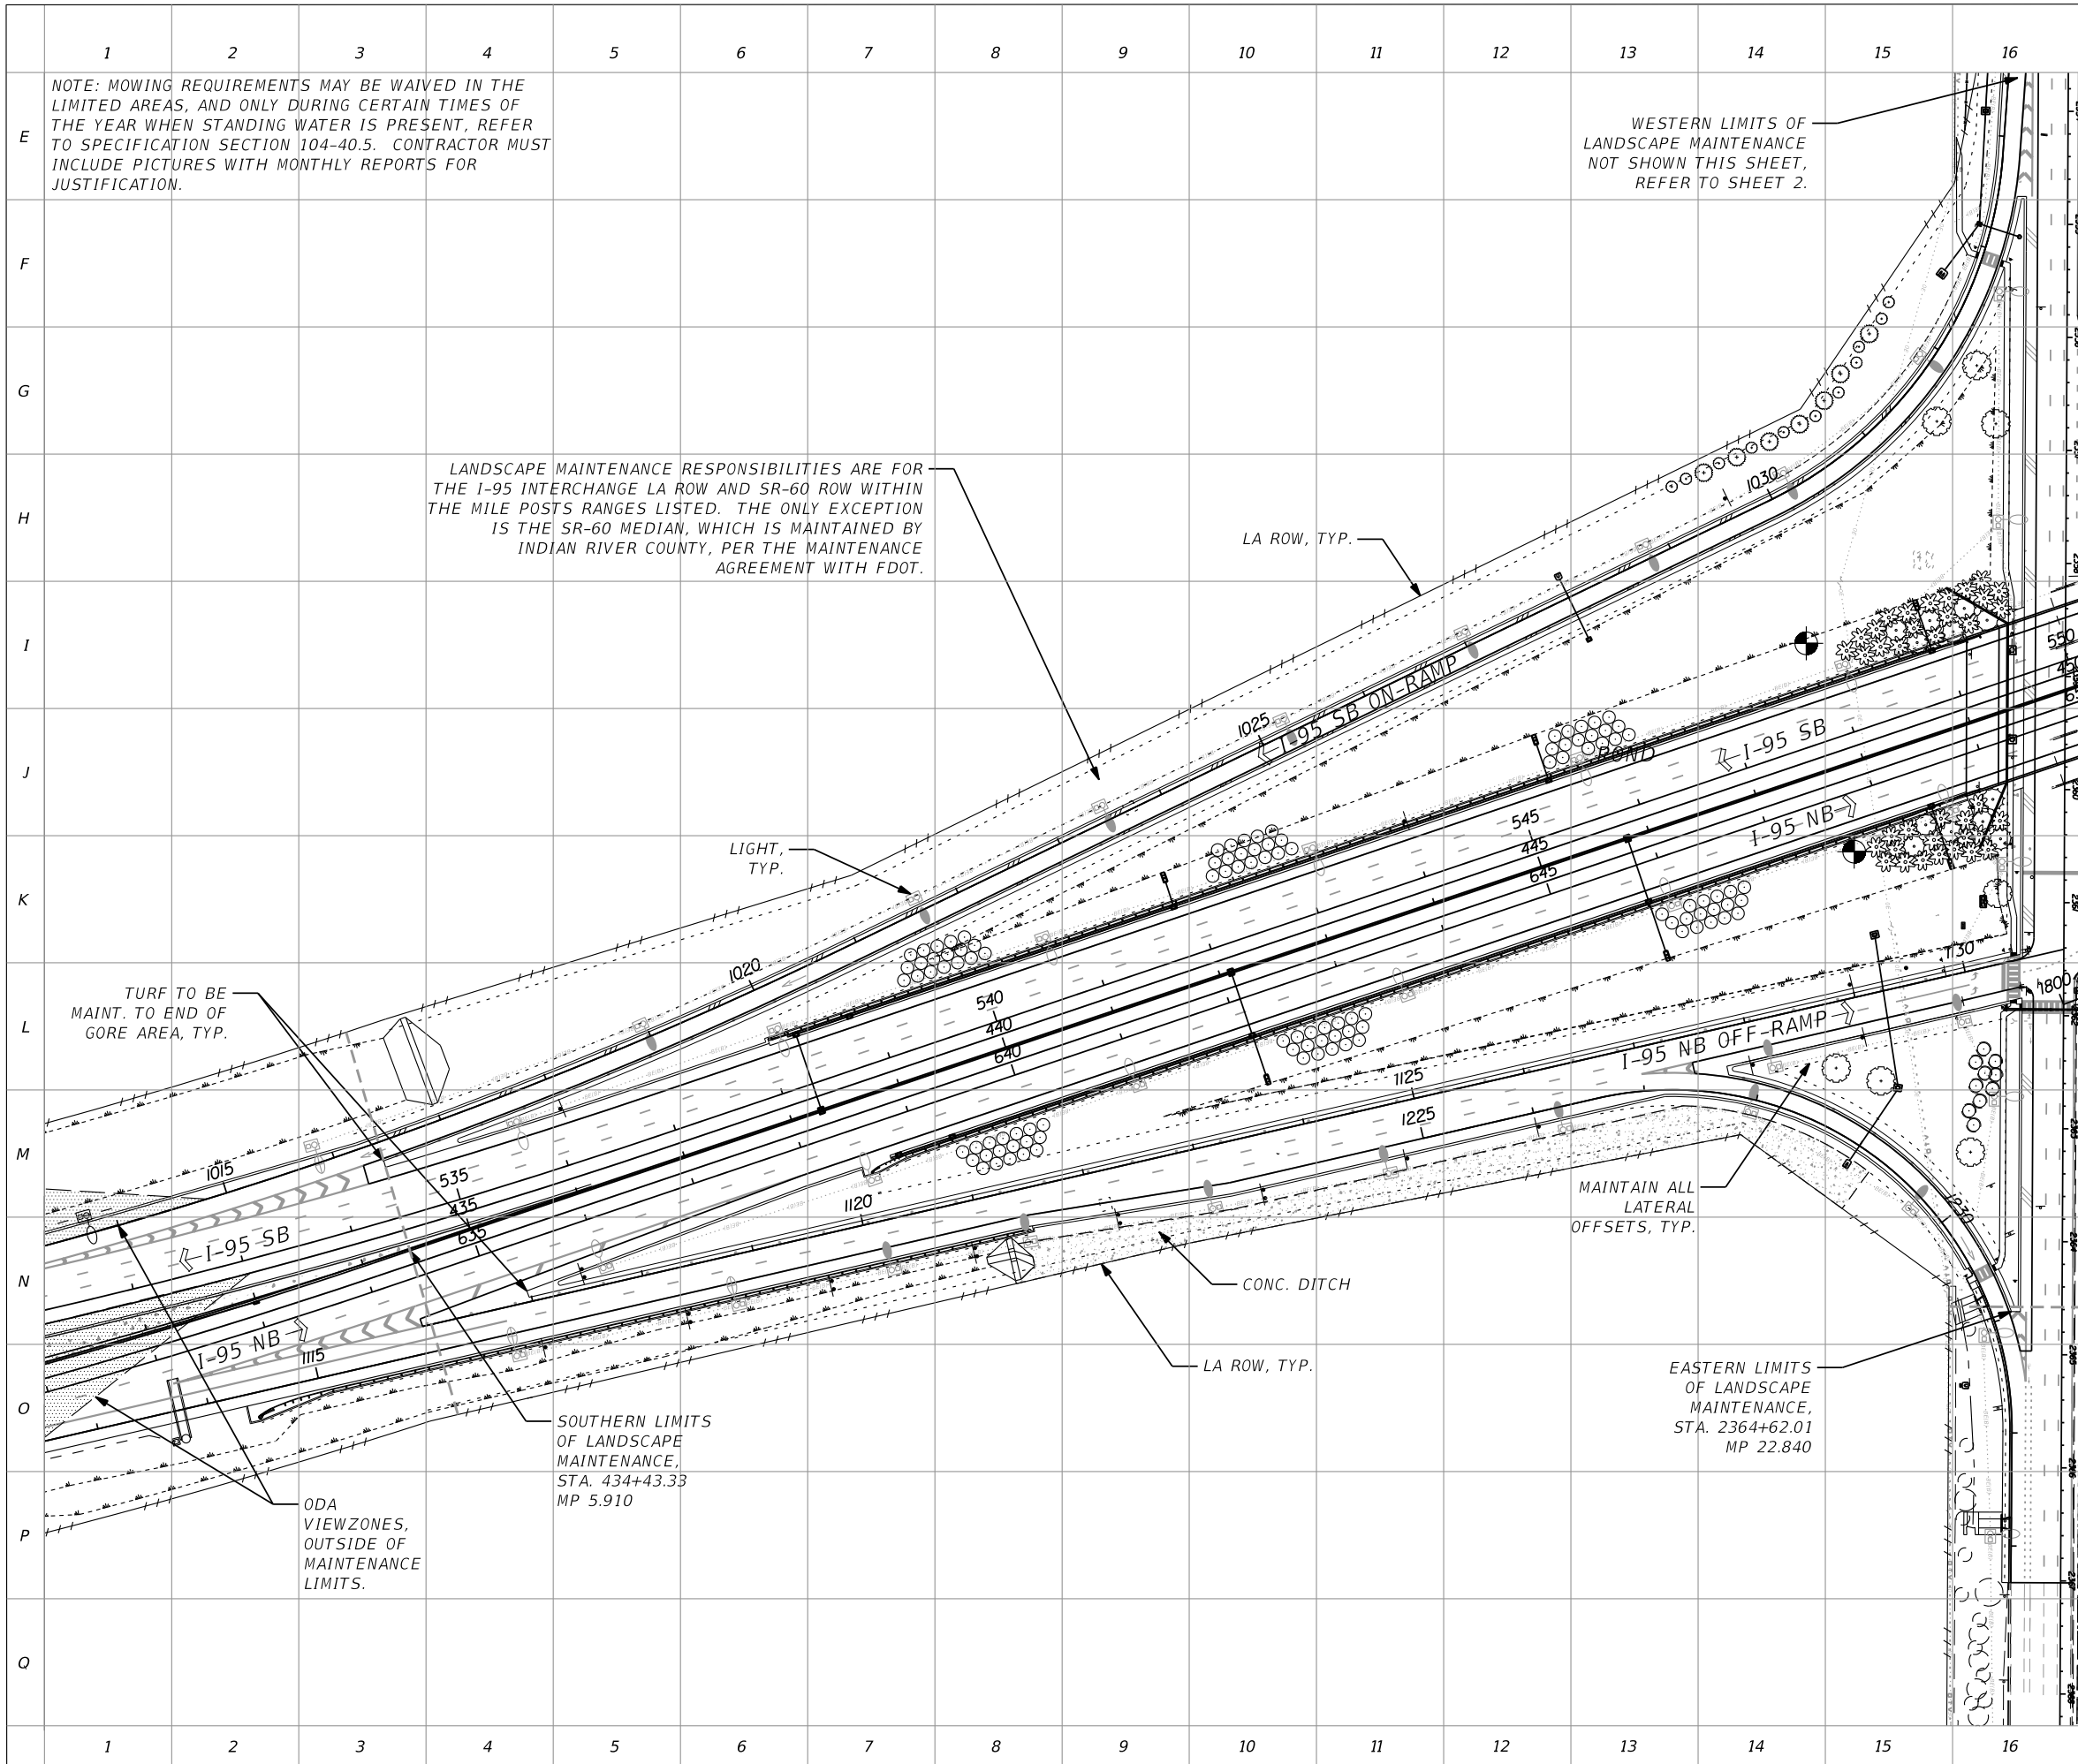 1 2 3 4 5 6 7 8 9 10 11 12 13 14 15 16
NOTE: MOWING REQUIREMENTS MAY BE WAIVED IN THE
LIMITED AREAS, AND ONLY DURING CERTAIN TIMES OF
THE YEAR WHEN STANDING WATER IS PRESENT, REFER
TO SPECIFICATION SECTION 104-40.5. CONTRACTOR MUST
INCLUDE PICTURES WITH MONTHLY REPORTS FOR
JUSTIFICATION.
WESTERN LIMITS OF
LANDSCAPE MAINTENANCE
NOT SHOWN THIS SHEET,
REFER TO SHEET 2.
E
F
G
H
I
J
K
L
M
N
O
P
Q
LANDSCAPE MAINTENANCE RESPONSIBILITIES ARE FOR
THE I-95 INTERCHANGE LA ROW AND SR-60 ROW WITHIN
THE MILE POSTS RANGES LISTED. THE ONLY EXCEPTION
IS THE SR-60 MEDIAN, WHICH IS MAINTAINED BY
INDIAN RIVER COUNTY, PER THE MAINTENANCE
AGREEMENT WITH FDOT.
LA ROW, TYP.
1030
550
I-95 SB ON-RAMP
1025
POND
I-95 SB
I-95 NB
545
445
645
LIGHT,
TYP.
1020
540
440
640
TURF TO BE
MAINT. TO END OF
GORE AREA, TYP.
1130
1800
I-95 NB OFF-RAMP
1125
1225
1015
535
435
635
1120
1230
MAINTAIN ALL
LATERAL
OFFSETS, TYP.
I-95 SB
CONC. DITCH
I-95 NB
1115
LA ROW, TYP.
EASTERN LIMITS
OF LANDSCAPE
MAINTENANCE,
STA. 2364+62.01
MP 22.840
SOUTHERN LIMITS
OF LANDSCAPE
MAINTENANCE,
STA. 434+43.33
MP 5.910
ODA
VIEWZONES,
OUTSIDE OF
MAINTENANCE
LIMITS.
1 2 3 4 5 6 7 8 9 10 11 12 13 14 15 16